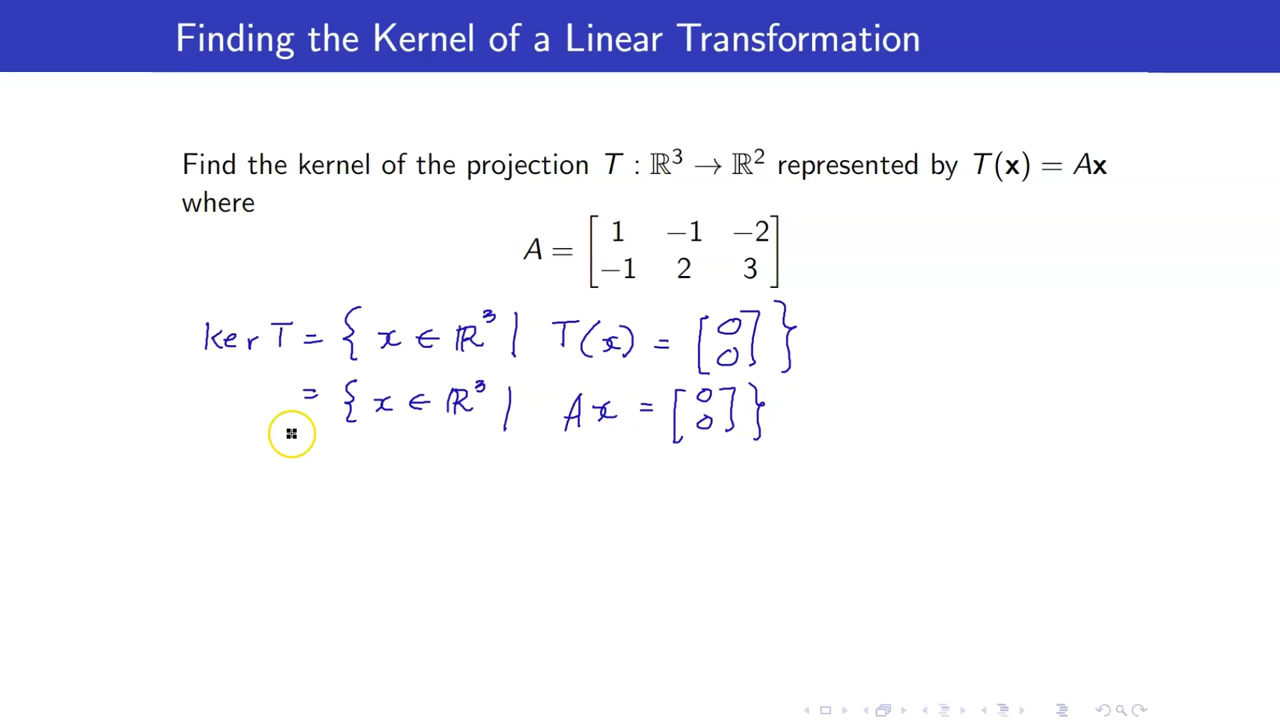 Finding the Kernel of a Linear Transformation
Find the kernel of the projection T : ℝ³ → ℝ² represented by T(x) = Ax
where
A = [1 −1 −2; −1 2 3]
Ker T = { x ∈ ℝ³ | T(x) = [0; 0] }
= { x ∈ ℝ³ | Ax = [0; 0] }